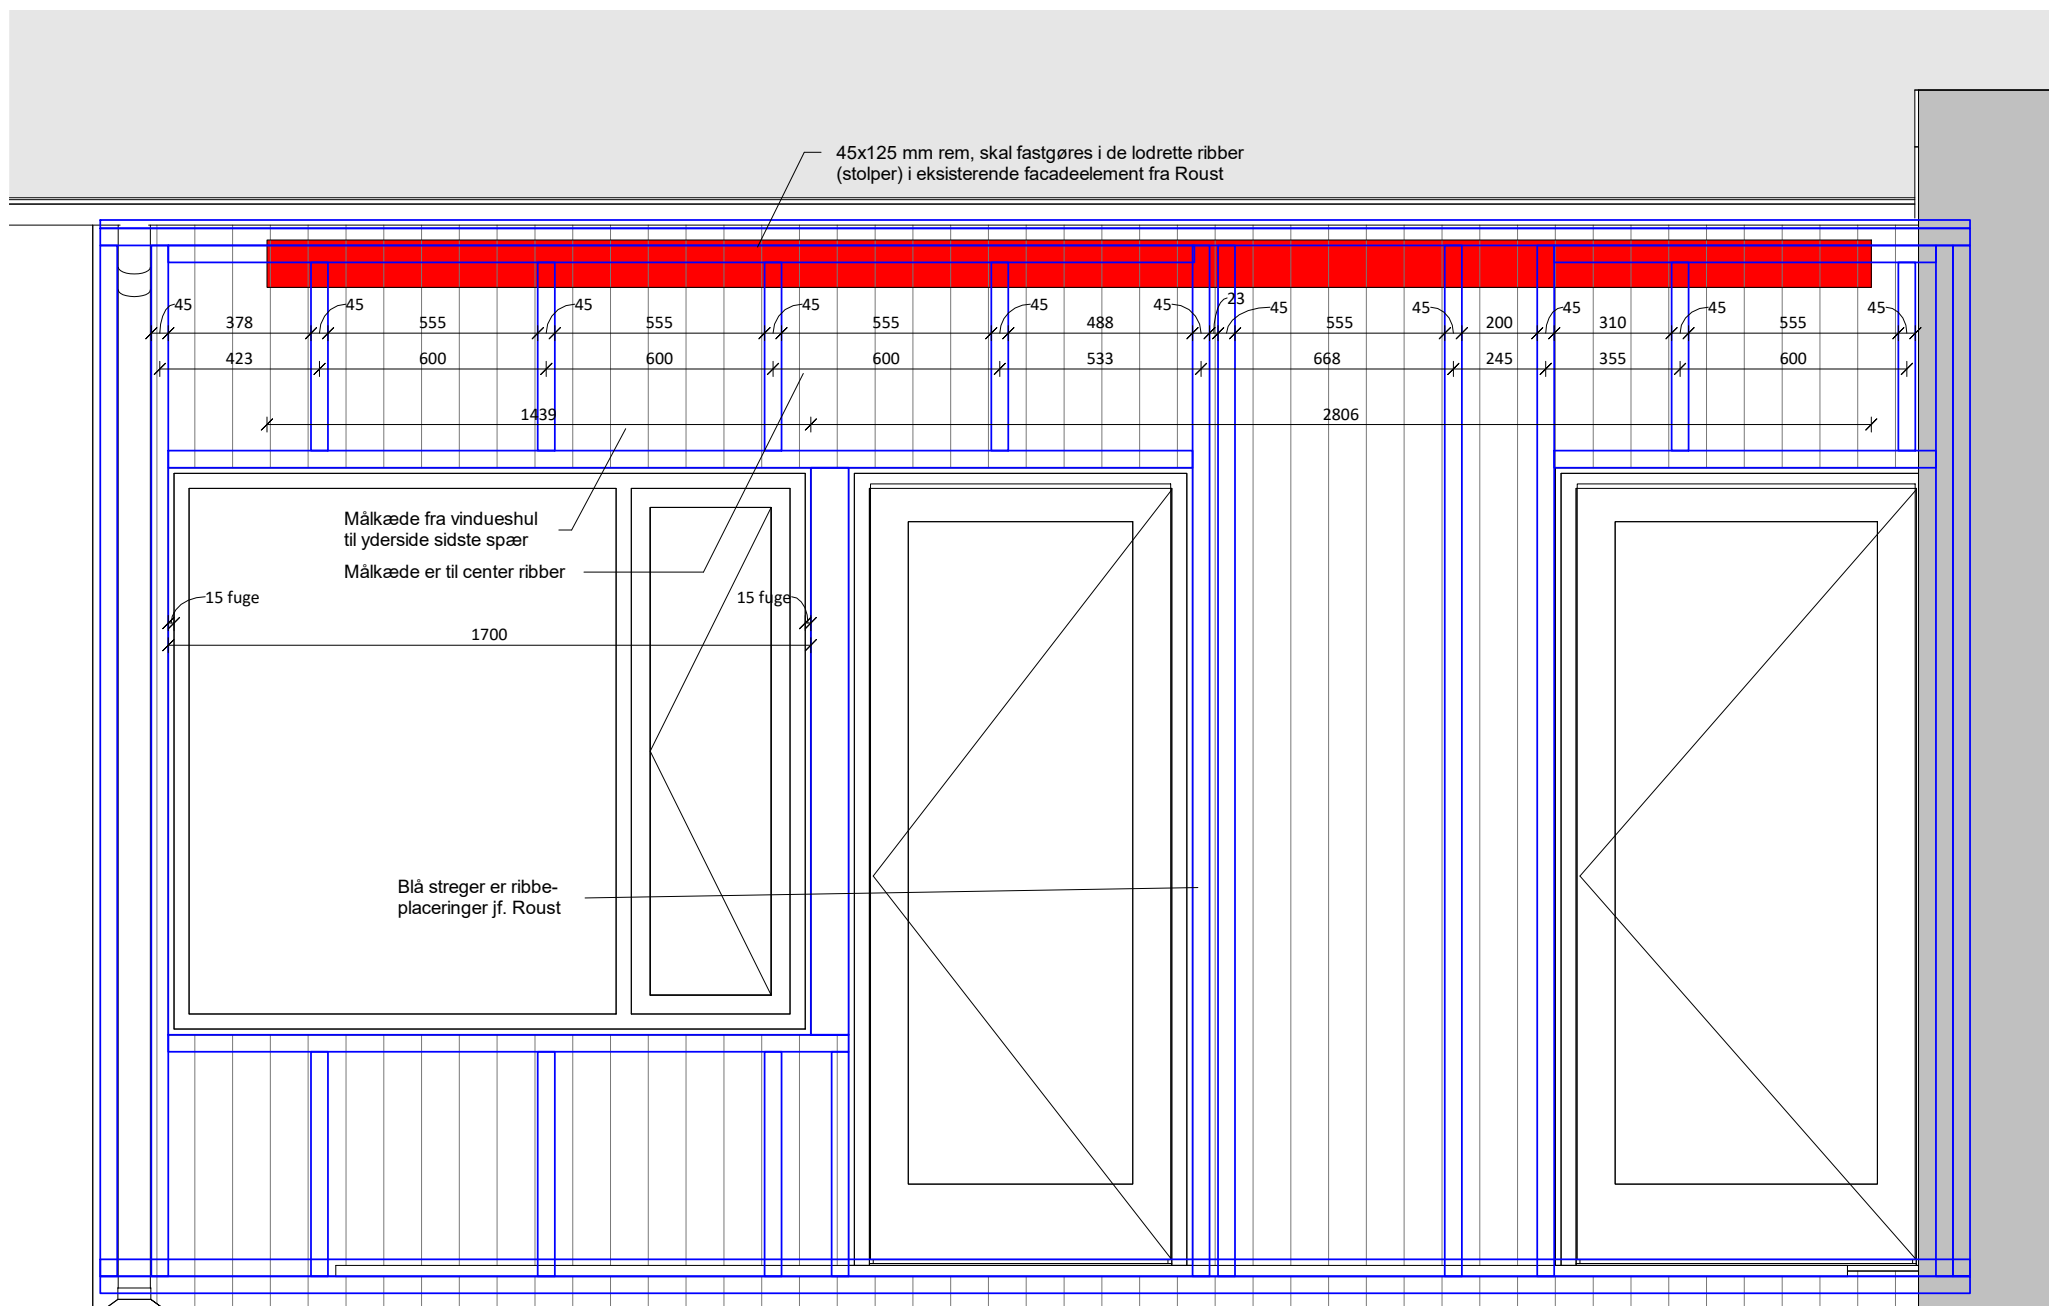 45x125 mm rem, skal fastgøres i de lodrette ribber
(stolper) i eksisterende facadeelement fra Roust
45 45 45 45 45 45 23 45 45 45 45 45
378 555 555 555 488 555 200 310 555
423 600 600 600 533 668 245 355 600
1439 2806
Målkæde fra vindueshul
til yderside sidste spær
Målkæde er til center ribber
15 fuge 15 fuge
1700
Blå streger er ribbe-
placeringer jf. Roust